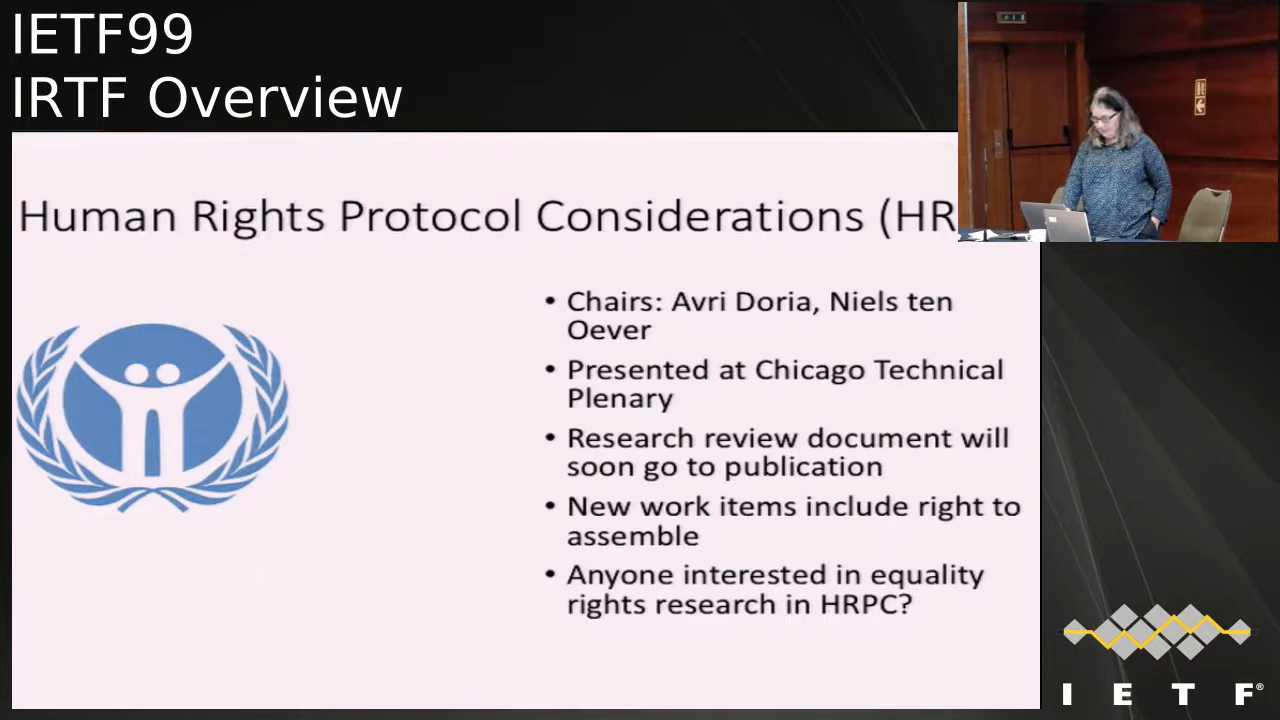 IETF99
IRTF Overview
Human Rights Protocol Considerations (HR
• Chairs: Avri Doria, Niels ten
Oever
• Presented at Chicago Technical
Plenary
• Research review document will
soon go to publication
• New work items include right to
assemble
• Anyone interested in equality
rights research in HRPC?
I E T F®